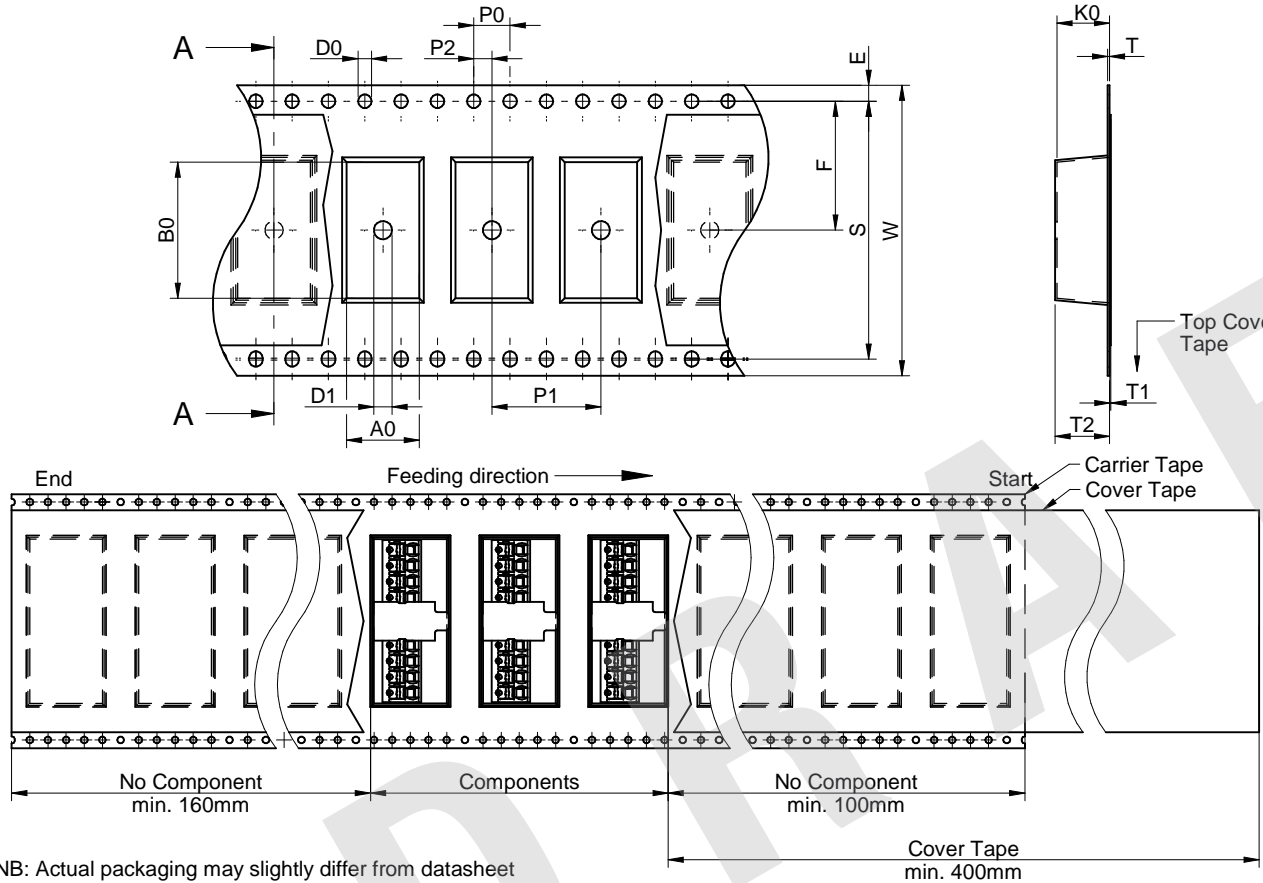 P0
K0
A
D0
P2
T
E
F
B0
S
W
Top Cove
Tape
D1
P1
T1
A
A0
T2
End
Feeding direction
Start
Carrier Tape
Cover Tape
No Component
min. 160mm
Components
No Component
min. 100mm
Cover Tape
min. 400mm
NB: Actual packaging may slightly differ from datasheet
D R A F